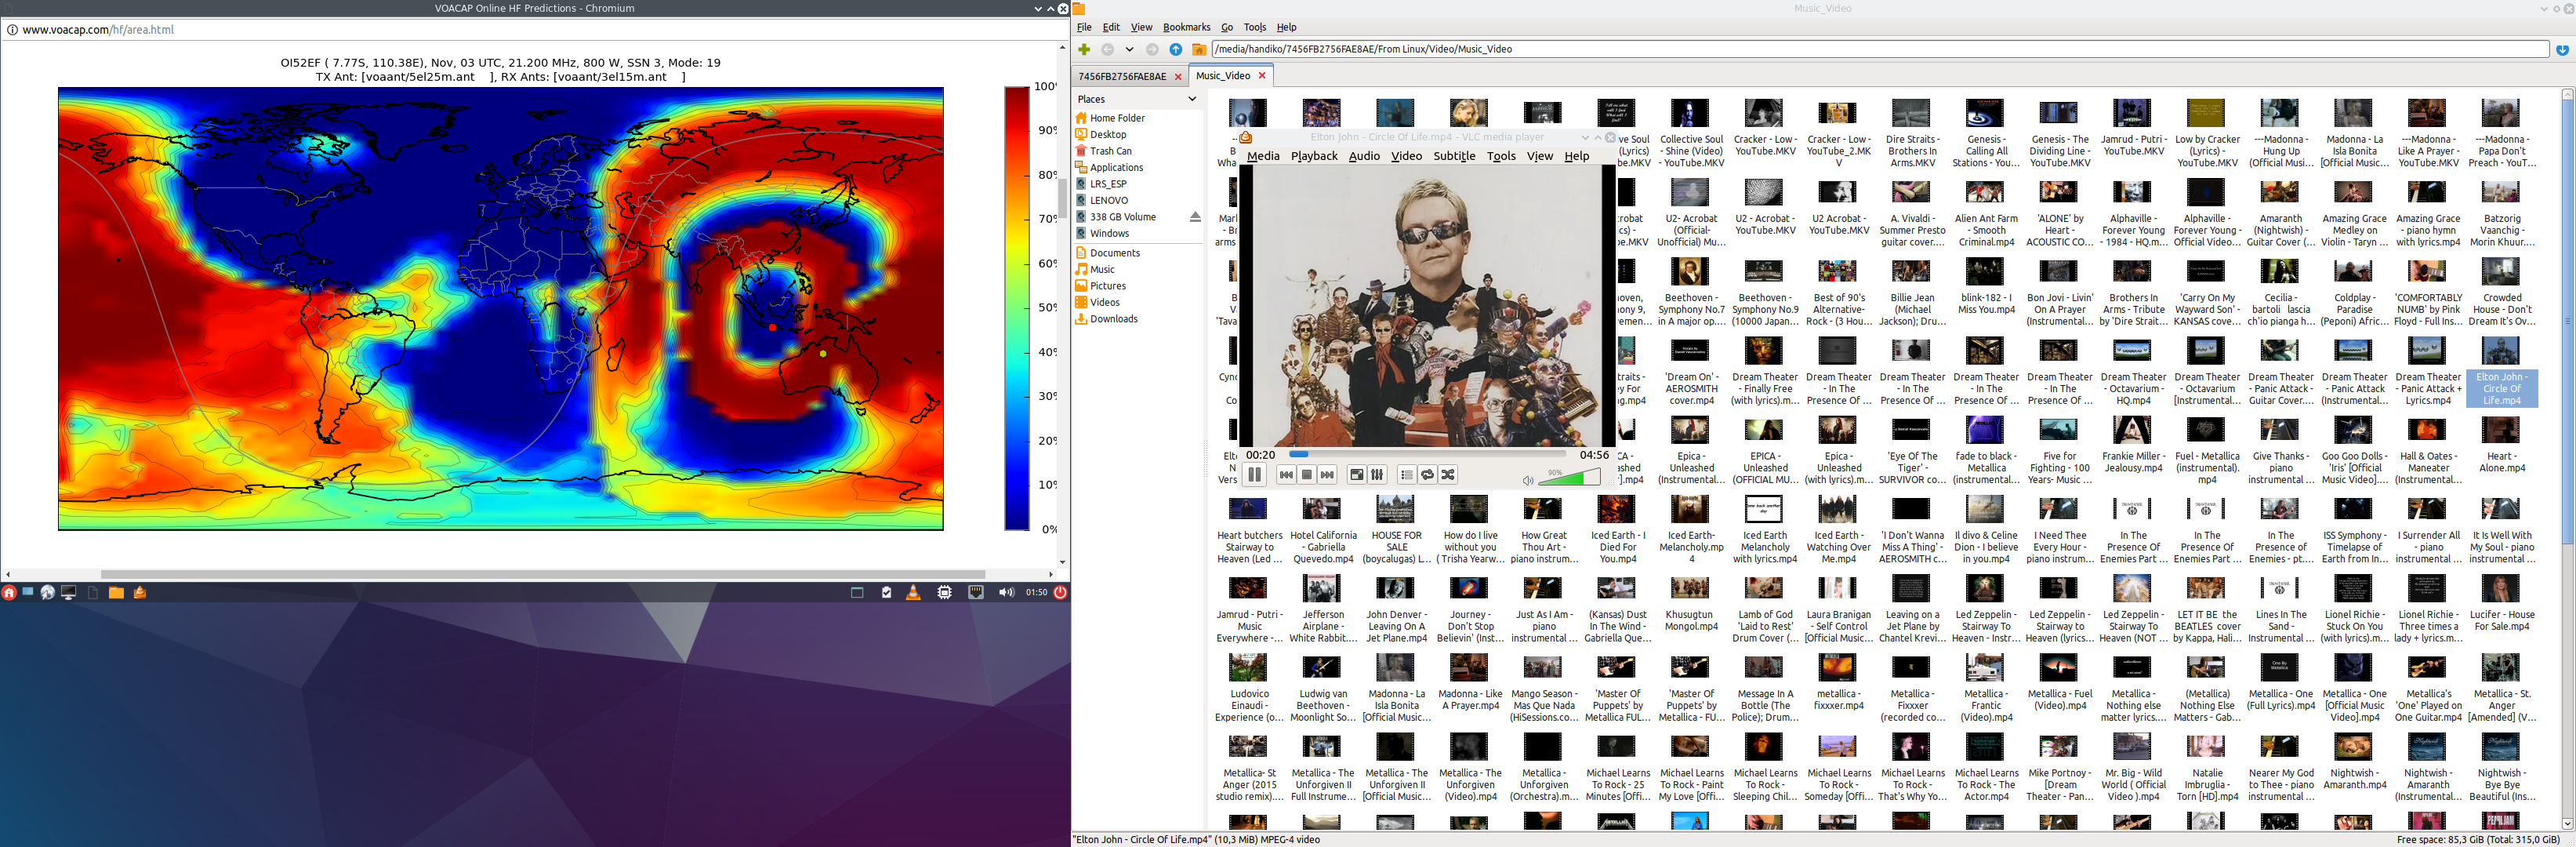 VOACAP Online HF Predictions - Chromium
www.voacap.com/hf/area.html
OI52EF ( 7.77S, 110.38E), Nov, 03 UTC, 21.200 MHz, 800 W, SSN 3, Mode: 19
TX Ant: [voaant/5el25m.ant ], RX Ants: [voaant/3el15m.ant ]
100%
90%
80%
70%
60%
50%
40%
30%
20%
10%
0%
01:50
Music_Video
File Edit View Bookmarks Go Tools Help
/media/handiko/7456FB2756FAE8AE/From Linux/Video/Music_Video
7456FB2756FAE8AE Music_Video
Places
Home Folder
Desktop
Trash Can
Applications
LRS_ESP
LENOVO
338 GB Volume
Windows
Documents
Music
Pictures
Videos
Downloads
Elton John - Circle Of Life.mp4 - VLC media player
Media Playback Audio Video Subtitle Tools View Help
00:20 04:56
90%
Collective Soul - Shine (Video) - YouTube.MKV
Cracker - Low - YouTube.MKV
Cracker - Low - YouTube_2.MKV
Dire Straits - Brothers In Arms.MKV
Genesis - Calling All Stations - You...
Genesis - The Dividing Line - YouTube.MKV
Jamrud - Putri - YouTube.MKV
Low by Cracker (Lyrics) - YouTube.MKV
---Madonna - Hung Up (Official Music...
Madonna - La Isla Bonita [Official Music...
---Madonna - Like A Prayer - YouTube.MKV
---Madonna - Papa Don't Preach - YouT...
U2- Acrobat (Official- Unofficial) Mu...
U2 - Acrobat - YouTube.MKV
U2 Acrobat - YouTube.MKV
A. Vivaldi - Summer Presto guitar cover....
Alien Ant Farm - Smooth Criminal.mp4
'ALONE' by Heart - ACOUSTIC CO...
Alphaville - Forever Young - 1984 - HQ.m...
Alphaville - Forever Young - Official Video...
Amaranth (Nightwish) - Guitar Cover (...
Amazing Grace Medley on Violin - Taryn ...
Amazing Grace - piano hymn with lyrics.mp4
Batzorig Vaanchig - Morin Khuur....
Beethoven - Symphony No.7 in A major op....
Beethoven - Symphony No.9 (10000 Japan...
Best of 90's Alternative- Rock - (3 Hou...
Billie Jean (Michael Jackson); Dru...
blink-182 - I Miss You.mp4
Bon Jovi - Livin' On A Prayer (Instrumental...
Brothers In Arms - Tribute by 'Dire Strait...
'Carry On My Wayward Son' - KANSAS cove...
Cecilia - bartoli lascia ch'io pianga h...
Coldplay - Paradise (Peponi) Afric...
'COMFORTABLY NUMB' by Pink Floyd - Full Ins...
Crowded House - Don't Dream It's Ov...
'Dream On' - AEROSMITH cover.mp4
Dream Theater - Finally Free (with lyrics).m...
Dream Theater - In The Presence Of ...
Dream Theater - In The Presence Of ...
Dream Theater - In The Presence Of ...
Dream Theater - In The Presence Of ...
Dream Theater - Octavarium - HQ.mp4
Dream Theater - Octavarium [Instrumental...
Dream Theater - Panic Attack - Guitar Cover....
Dream Theater - Panic Attack (Instrumental...
Dream Theater - Panic Attack + Lyrics.mp4
Elton John - Circle Of Life.mp4
Epica - Unleashed (Instrumental...
EPICA - Unleashed (OFFICIAL MU...
Epica - Unleashed (with lyrics).m...
'Eye Of The Tiger' - SURVIVOR co...
fade to black - Metallica (instrumental...
Five for Fighting - 100 Years- Music ...
Frankie Miller - Jealousy.mp4
Fuel - Metallica (instrumental).mp4
Give Thanks - piano instrumental ...
Goo Goo Dolls - 'Iris' [Official Music Video]....
Hall & Oates - Maneater (Instrumental...
Heart - Alone.mp4
Heart butchers Stairway to Heaven (Led ...
Hotel California - Gabriella Quevedo.mp4
HOUSE FOR SALE (boycalugas) L...
How do I live without you ( Trisha Yearw...
How Great Thou Art - piano instrum...
Iced Earth - I Died For You.mp4
Iced Earth- Melancholy.mp4
Iced Earth Melancholy with lyrics.mp4
Iced Earth - Watching Over Me.mp4
'I Don't Wanna Miss A Thing' - AEROSMITH c...
Il divo & Celine Dion - I believe in you.mp4
I Need Thee Every Hour - piano instrum...
In The Presence Of Enemies Part ...
In The Presence Of Enemies Part ...
In The Presence of Enemies - pt....
ISS Symphony - Timelapse of Earth from In...
I Surrender All - piano instrumental ...
It Is Well With My Soul - piano instrumental ...
Jamrud - Putri - Music Everywhere -...
Jefferson Airplane - White Rabbit....
John Denver - Leaving On A Jet Plane.mp4
Journey - Don't Stop Believin' (Inst...
Just As I Am - piano instrumental ...
(Kansas) Dust In The Wind - Gabriella Que...
Khusugtun Mongol.mp4
Lamb of God 'Laid to Rest' Drum Cover (...
Laura Branigan - Self Control [Official Music...
Leaving on a Jet Plane by Chantel Krevi...
Led Zeppelin - Stairway To Heaven - Instr...
Led Zeppelin - Stairway to Heaven (lyrics...
Led Zeppelin - Stairway To Heaven (NOT ...
LET IT BE the BEATLES cover by Kappa, Hali...
Lines In The Sand - Instrumental ...
Lionel Richie - Stuck On You (with lyrics).m...
Lionel Richie - Three times a lady + lyrics.m...
Lucifer - House For Sale.mp4
Ludovico Einaudi - Experience (o...
Ludwig van Beethoven - Moonlight So...
Madonna - La Isla Bonita [Official Music...
Madonna - Like A Prayer.mp4
Mango Season - Mas Que Nada (HiSessions.co...
'Master Of Puppets' by Metallica FUL...
'Master Of Puppets' by Metallica - FU...
Message In A Bottle (The Police); Drum...
metallica - fixxxer.mp4
Metallica - Fixxxer (recorded co...
Metallica - Frantic (Video).mp4
Metallica - Fuel (Video).mp4
Metallica - Nothing else matter lyrics....
(Metallica) Nothing Else Matters - Gab...
Metallica - One (Full Lyrics).mp4
Metallica - One [Official Music Video].mp4
Metallica's 'One' Played on One Guitar.mp4
Metallica - St. Anger [Amended] (V...
Metallica- St Anger (2015 studio remix)....
Metallica - The Unforgiven II Full Instrume...
Metallica - The Unforgiven II [Official Music...
Metallica - The Unforgiven (Video).mp4
Metallica - Unforgiven (Orchestra).m...
Michael Learns To Rock - 25 Minutes [Offi...
Michael Learns To Rock - Paint My Love [Offi...
Michael Learns To Rock - Sleeping Chil...
Michael Learns To Rock - Someday [Offi...
Michael Learns To Rock - That's Why Yo...
Michael Learns To Rock - The Actor.mp4
Mike Portnoy - [Dream Theater - Pan...
Mr. Big - Wild World ( Official Video ).mp4
Natalie Imbruglia - Torn [HD].mp4
Nearer My God to Thee - piano instrumental ...
Nightwish - Amaranth.mp4
Nightwish - Amaranth (Instrumental...
Nightwish - Bye Bye Beautiful (Ins...
"Elton John - Circle Of Life.mp4" (10,3 MiB) MPEG-4 video
Free space: 85,3 GiB (Total: 315,0 GiB)